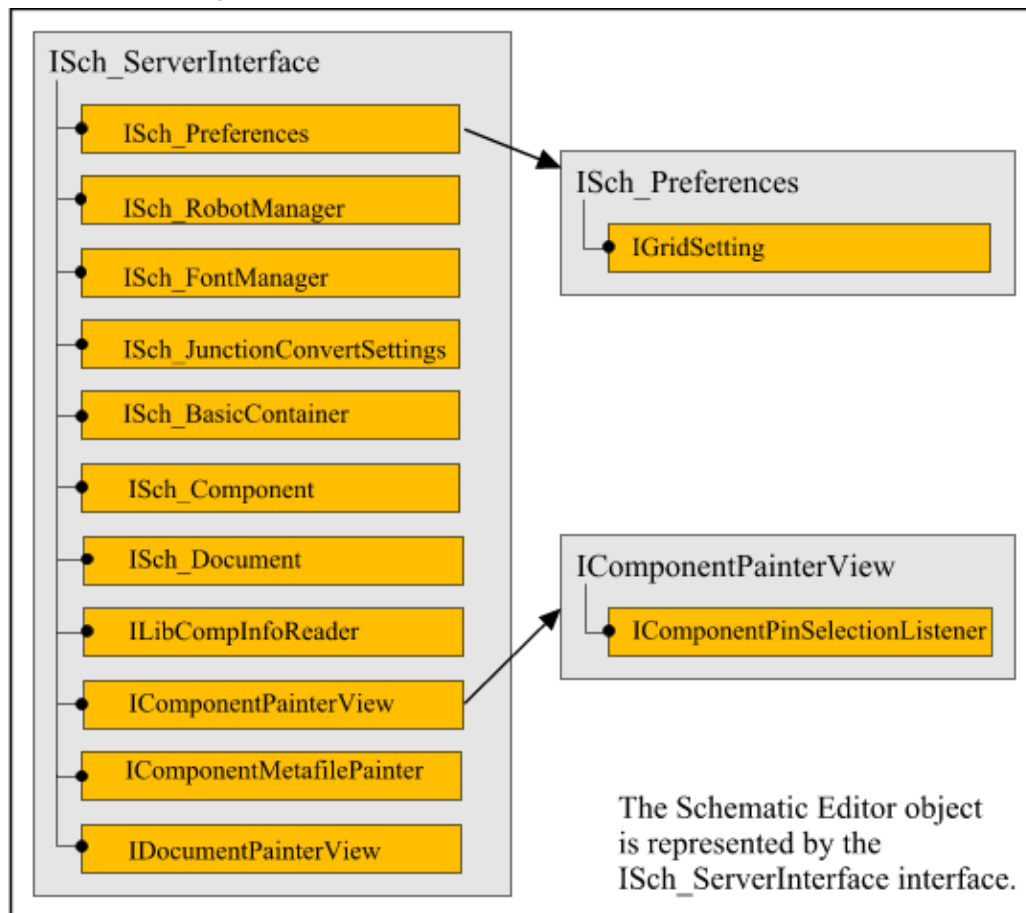 ISch_ServerInterface
ISch_Preferences
ISch_RobotManager
ISch_FontManager
ISch_JunctionConvertSettings
ISch_BasicContainer
ISch_Component
ISch_Document
ILibCompInfoReader
IComponentPainterView
IComponentMetafilePainter
IDocumentPainterView
ISch_Preferences
IGridSetting
IComponentPainterView
IComponentPinSelectionListener
The Schematic Editor object
is represented by the
ISch_ServerInterface interface.